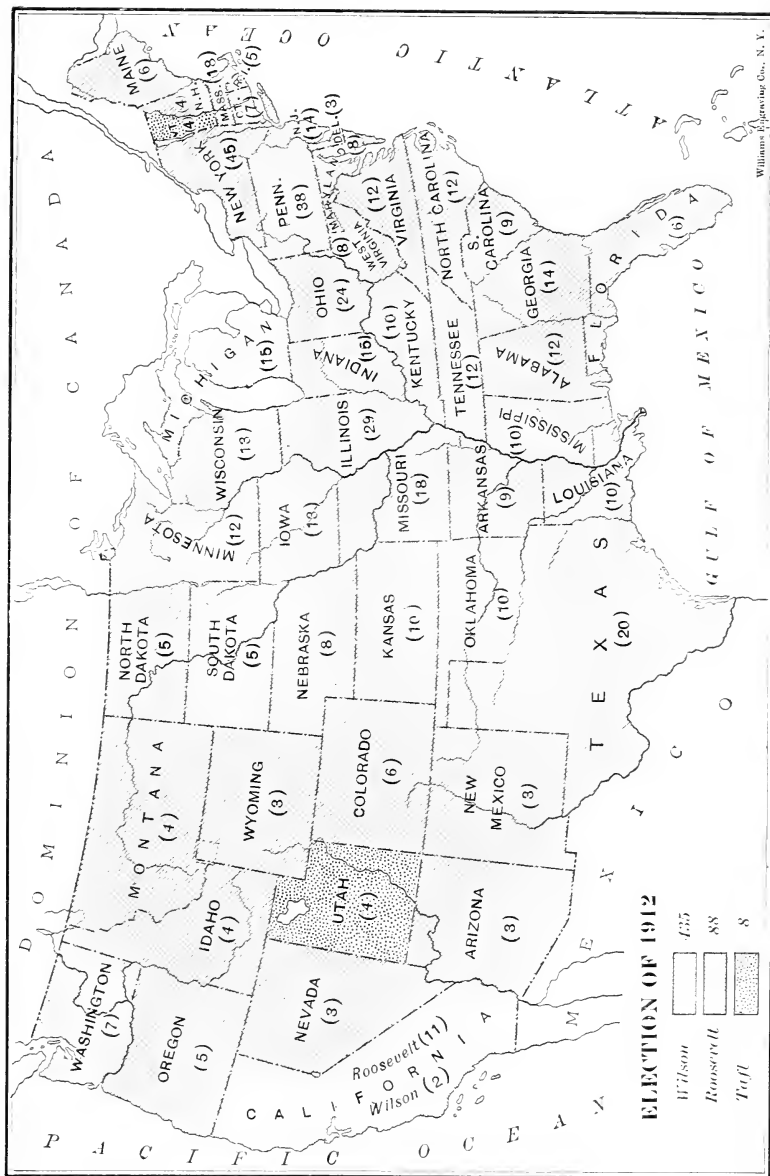 DOMINION OF CANADA
PACIFIC OCEAN
ATLANTIC OCEAN
GULF OF MEXICO
MEXICO
WASHINGTON
(7)
OREGON
(5)
CALIFORNIA
Roosevelt (11)
Wilson (2)
NEVADA
(3)
IDAHO
(4)
MONTANA
(4)
WYOMING
(3)
UTAH
(4)
COLORADO
(6)
ARIZONA
(3)
NEW
MEXICO
(3)
NORTH
DAKOTA
(5)
SOUTH
DAKOTA
(5)
NEBRASKA
(8)
KANSAS
(10)
OKLAHOMA
(10)
TEXAS
(20)
MINNESOTA
(12)
IOWA
(13)
MISSOURI
(18)
ARKANSAS
(9)
LOUISIANA
(10)
WISCONSIN
(13)
ILLINOIS
(29)
MICHIGAN
(15)
INDIANA
(15)
OHIO
(24)
KENTUCKY
(10)
TENNESSEE
(12)
MISSISSIPPI
(10)
ALABAMA
(12)
GEORGIA
(14)
FLORIDA
(6)
S.
CAROLINA
(9)
NORTH CAROLINA
(12)
VIRGINIA
(12)
WEST
VIRGINIA
(8)
MARYLAND
(8)
DEL. (3)
N.J.
(14)
PENN.
(38)
NEW YORK
(45)
VT.
(4)
N.H.
(4)
MASS. (18)
CT.
(7)
R.I. (5)
MAINE
(6)
ELECTION OF 1912
Wilson 435
Roosevelt 88
Taft 8
Williams Engraving Co., N. Y.